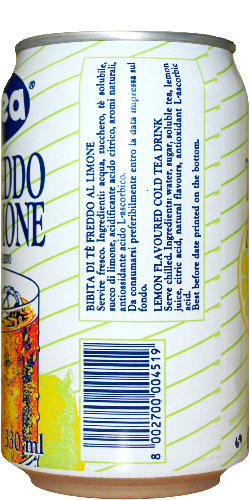 ea®
EDDO
MONE
330 ml
BIBITA DI TÈ FREDDO AL LIMONE
Servire fresco. Ingredienti: acqua, zucchero, tè solubile,
succo di limone, acidificante acido citrico, aromi naturali,
antiossidante acido L-ascorbico.
Da consumarsi preferibilmente entro la data impressa sul
fondo.
LEMON FLAVOURED COLD TEA DRINK
Serve chilled. Ingredients: water, sugar, soluble tea, lemon
juice, citric acid, natural flavours, antioxidant L-ascorbic
acid.
Best before date printed on the bottom.
8 002700 004519